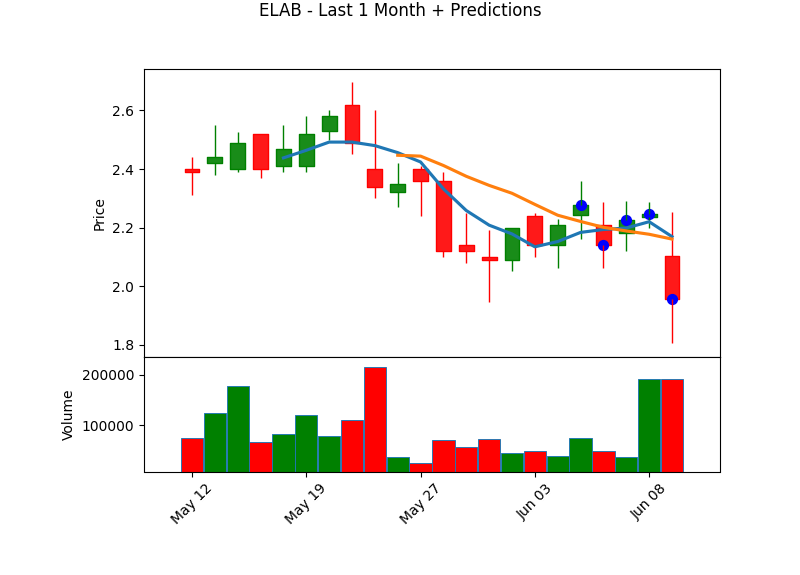 ELAB - Last 1 Month + Predictions
Price
2.6
2.4
2.2
2.0
1.8
Volume
200000
100000
May 12
May 19
May 27
Jun 03
Jun 08